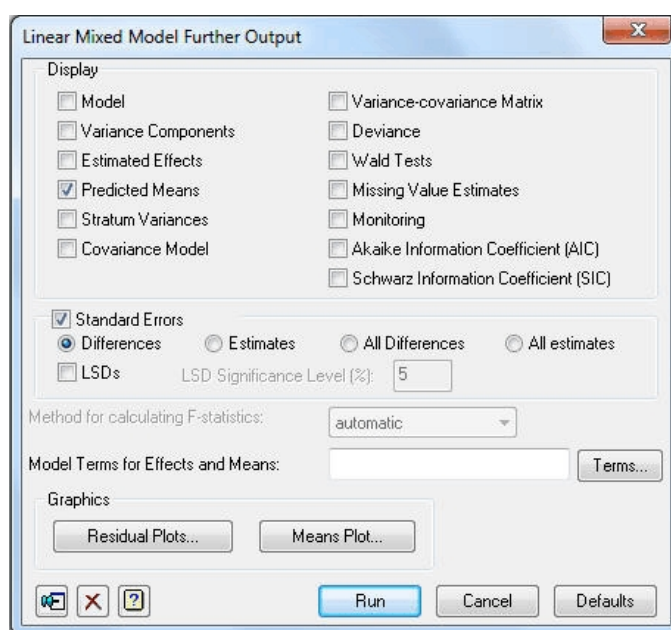 Linear Mixed Model Further Output
Display
Model
Variance-covariance Matrix
Variance Components
Deviance
Estimated Effects
Wald Tests
Predicted Means
Missing Value Estimates
Stratum Variances
Monitoring
Covariance Model
Akaike Information Coefficient (AIC)
Schwarz Information Coefficient (SIC)
Standard Errors
Differences Estimates All Differences All estimates
LSDs LSD Significance Level (%): 5
Method for calculating F-statistics: automatic
Model Terms for Effects and Means: Terms...
Graphics
Residual Plots... Means Plot...
Run Cancel Defaults